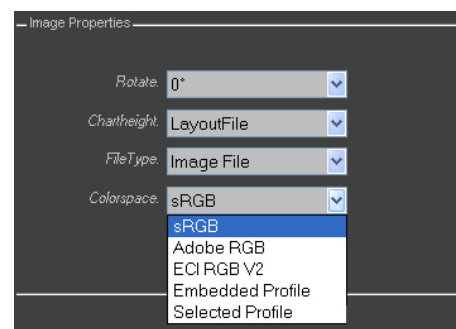 Image Properties
Rotate. 0°
Chartheight. LayoutFile
FileType. Image File
Colorspace. sRGB
sRGB
Adobe RGB
ECI RGB V2
Embedded Profile
Selected Profile